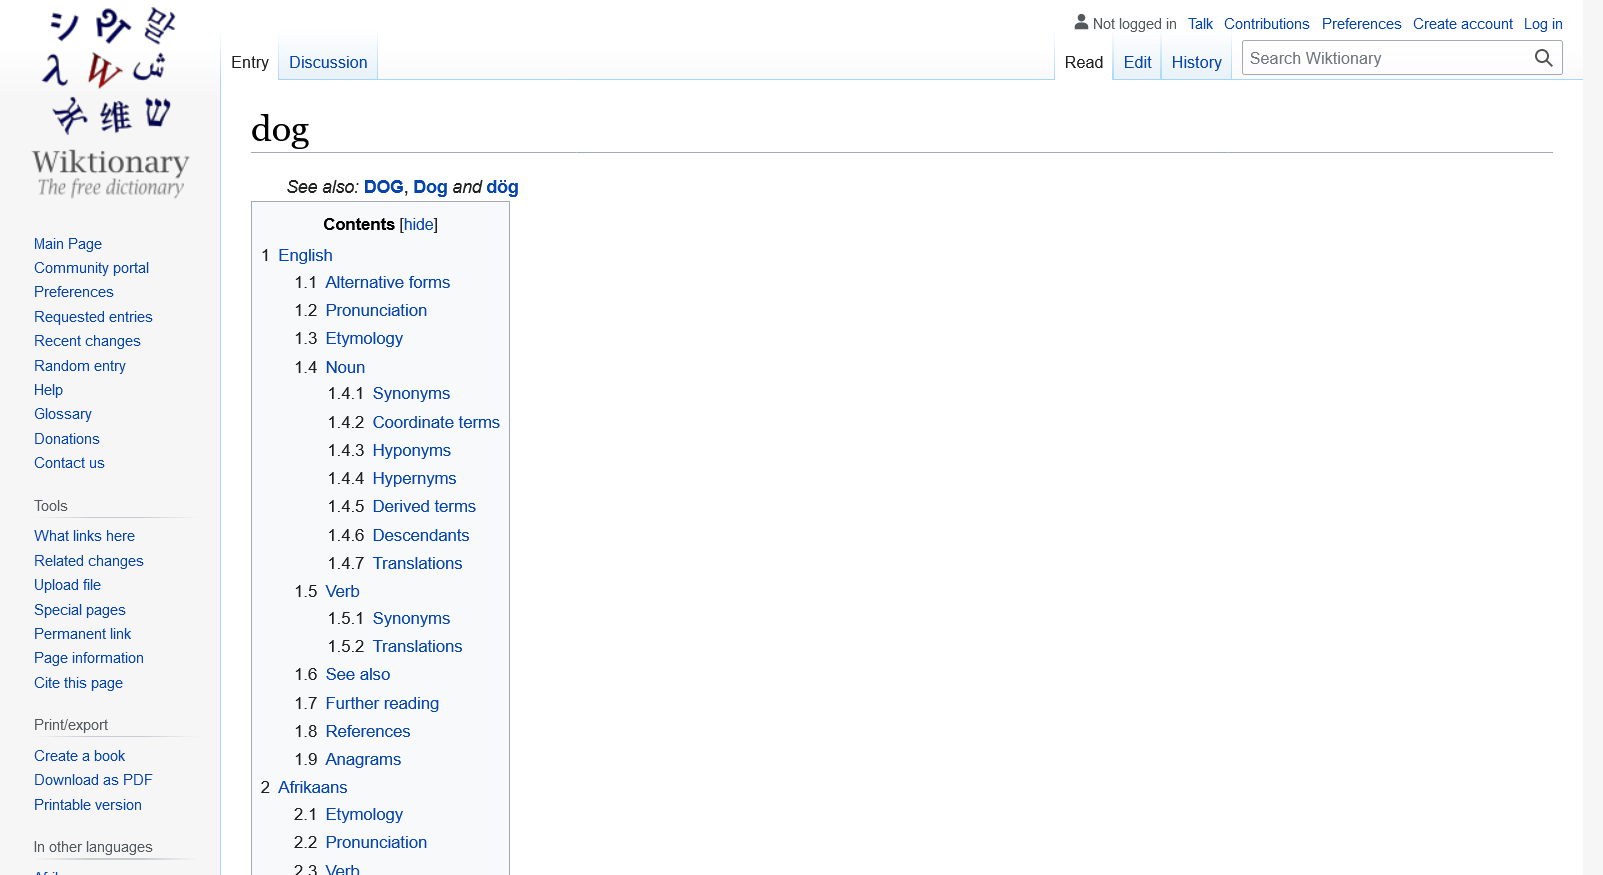 Wiktionary
The free dictionary
Not logged in Talk Contributions Preferences Create account Log in
Entry Discussion Read Edit History Search Wiktionary
dog
See also: DOG, Dog and dög
Contents [hide]
1 English
1.1 Alternative forms
1.2 Pronunciation
1.3 Etymology
1.4 Noun
1.4.1 Synonyms
1.4.2 Coordinate terms
1.4.3 Hyponyms
1.4.4 Hypernyms
1.4.5 Derived terms
1.4.6 Descendants
1.4.7 Translations
1.5 Verb
1.5.1 Synonyms
1.5.2 Translations
1.6 See also
1.7 Further reading
1.8 References
1.9 Anagrams
2 Afrikaans
2.1 Etymology
2.2 Pronunciation
2.3 Verb
Main Page
Community portal
Preferences
Requested entries
Recent changes
Random entry
Help
Glossary
Donations
Contact us
Tools
What links here
Related changes
Upload file
Special pages
Permanent link
Page information
Cite this page
Print/export
Create a book
Download as PDF
Printable version
In other languages